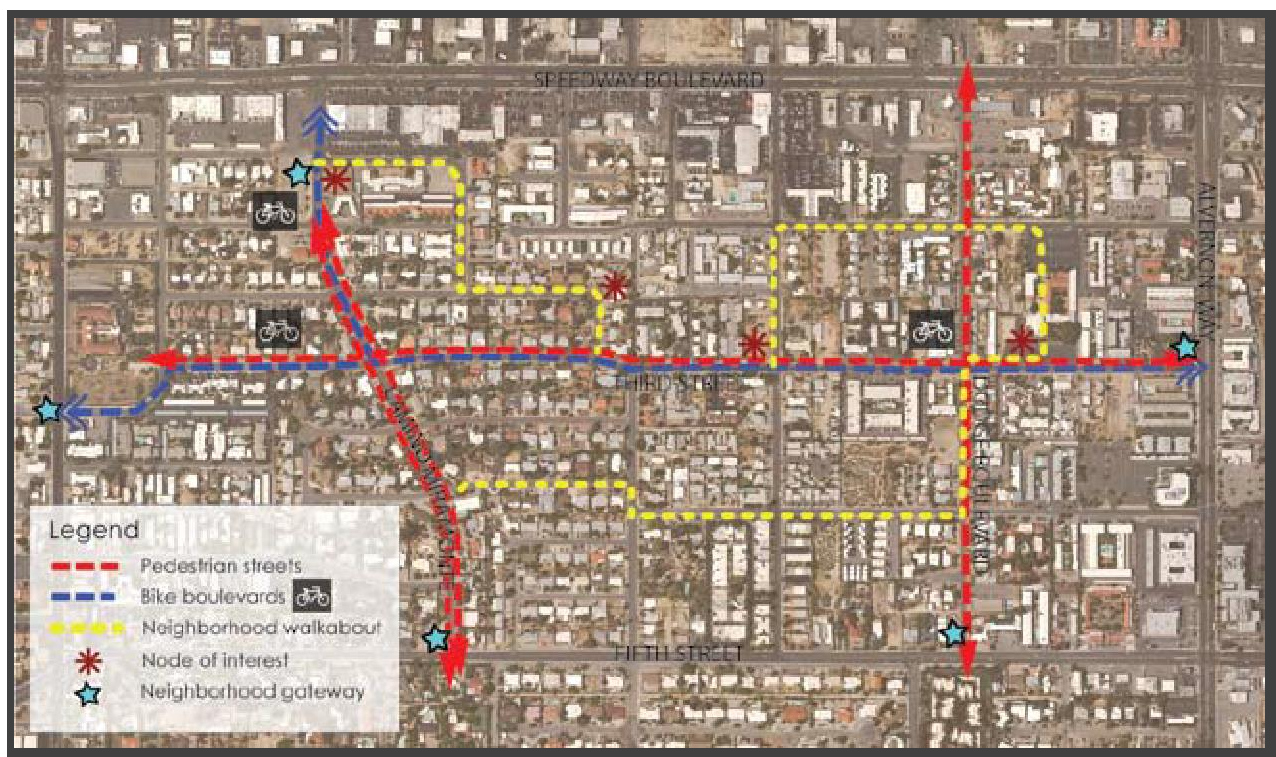 SPEEDWAY BOULEVARD
ALVERNON WAY
THIRD STREET
Legend
Pedestrian streets
Bike boulevards
Neighborhood walkabout
Node of interest
Neighborhood gateway
FIFTH STREET